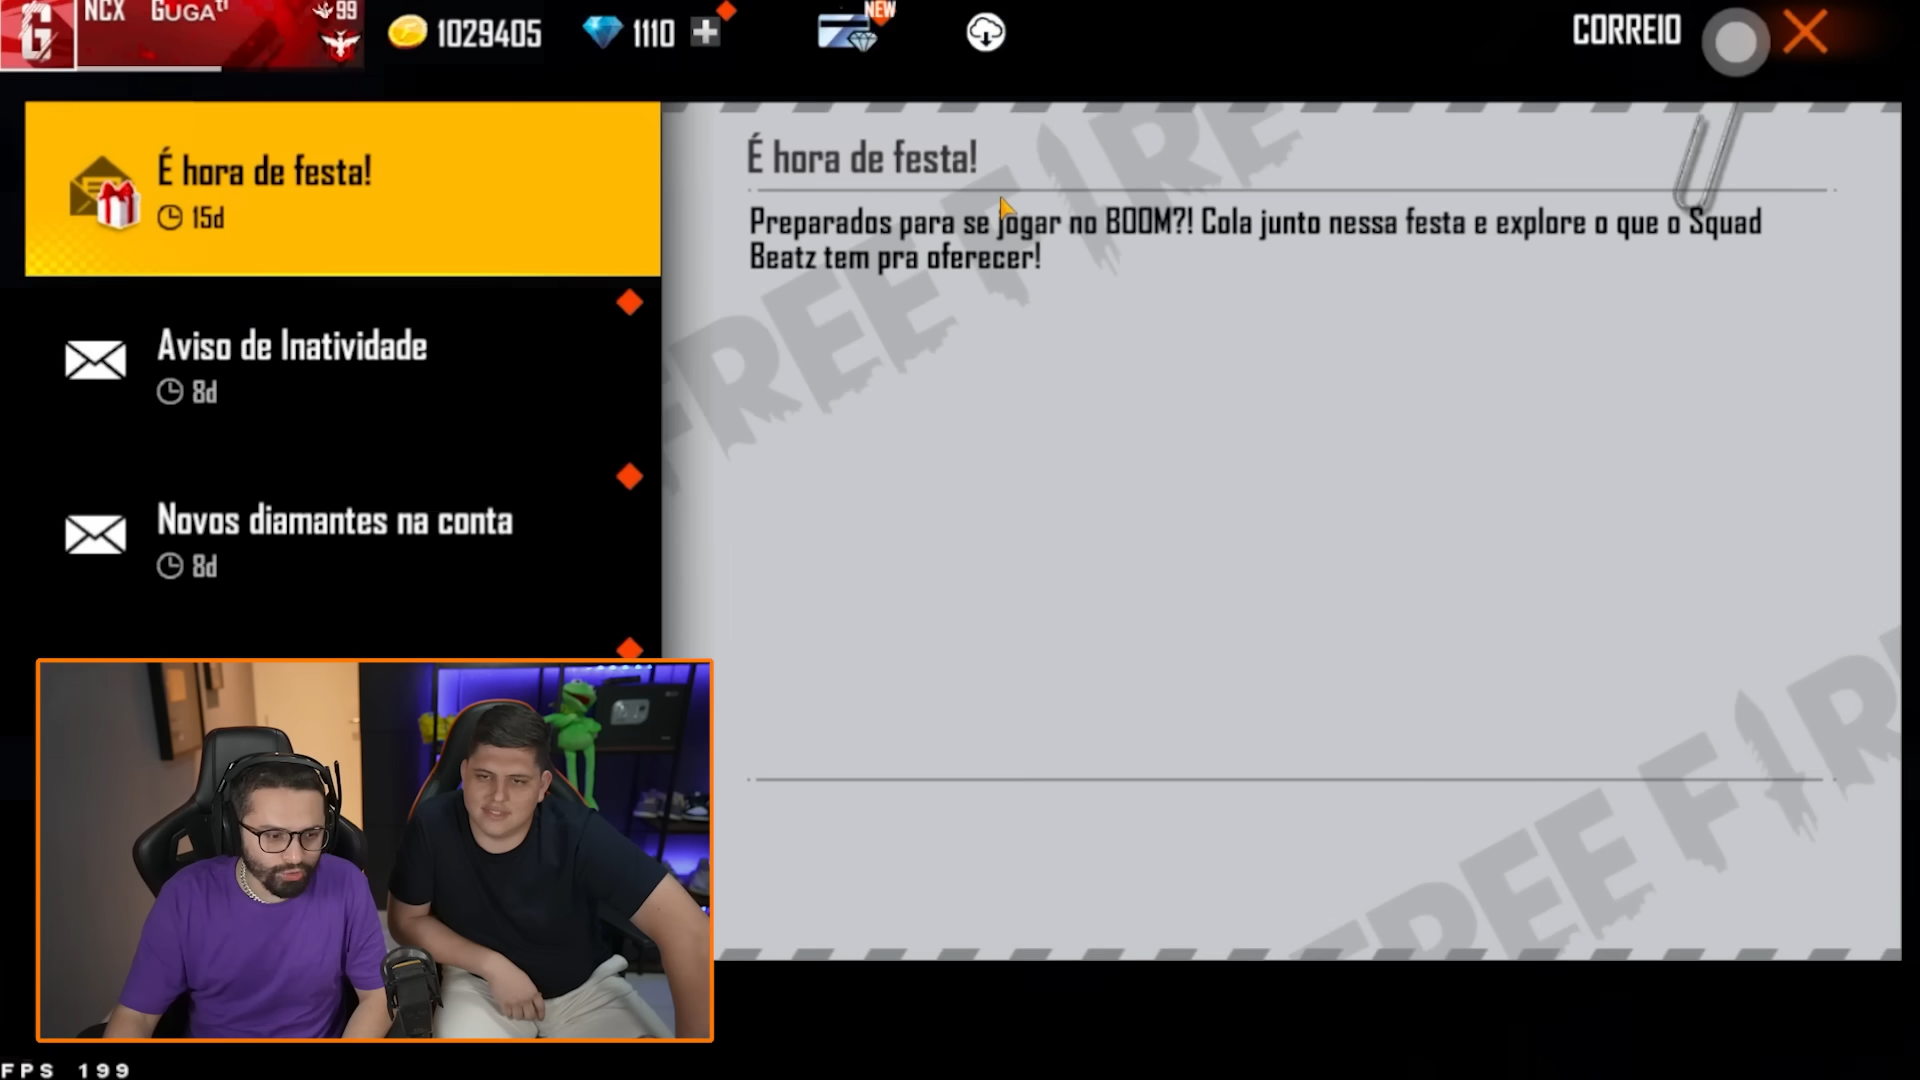 NCX GUGAti
99
1029405
1110
NEW
CORREIO
É hora de festa!
15d
Aviso de Inatividade
8d
Novos diamantes na conta
8d
É hora de festa!
Preparados para se jogar no BOOM?! Cola junto nessa festa e explore o que o Squad
Beatz tem pra oferecer!
FREE FIRE
FREE FIRE
FPS 199